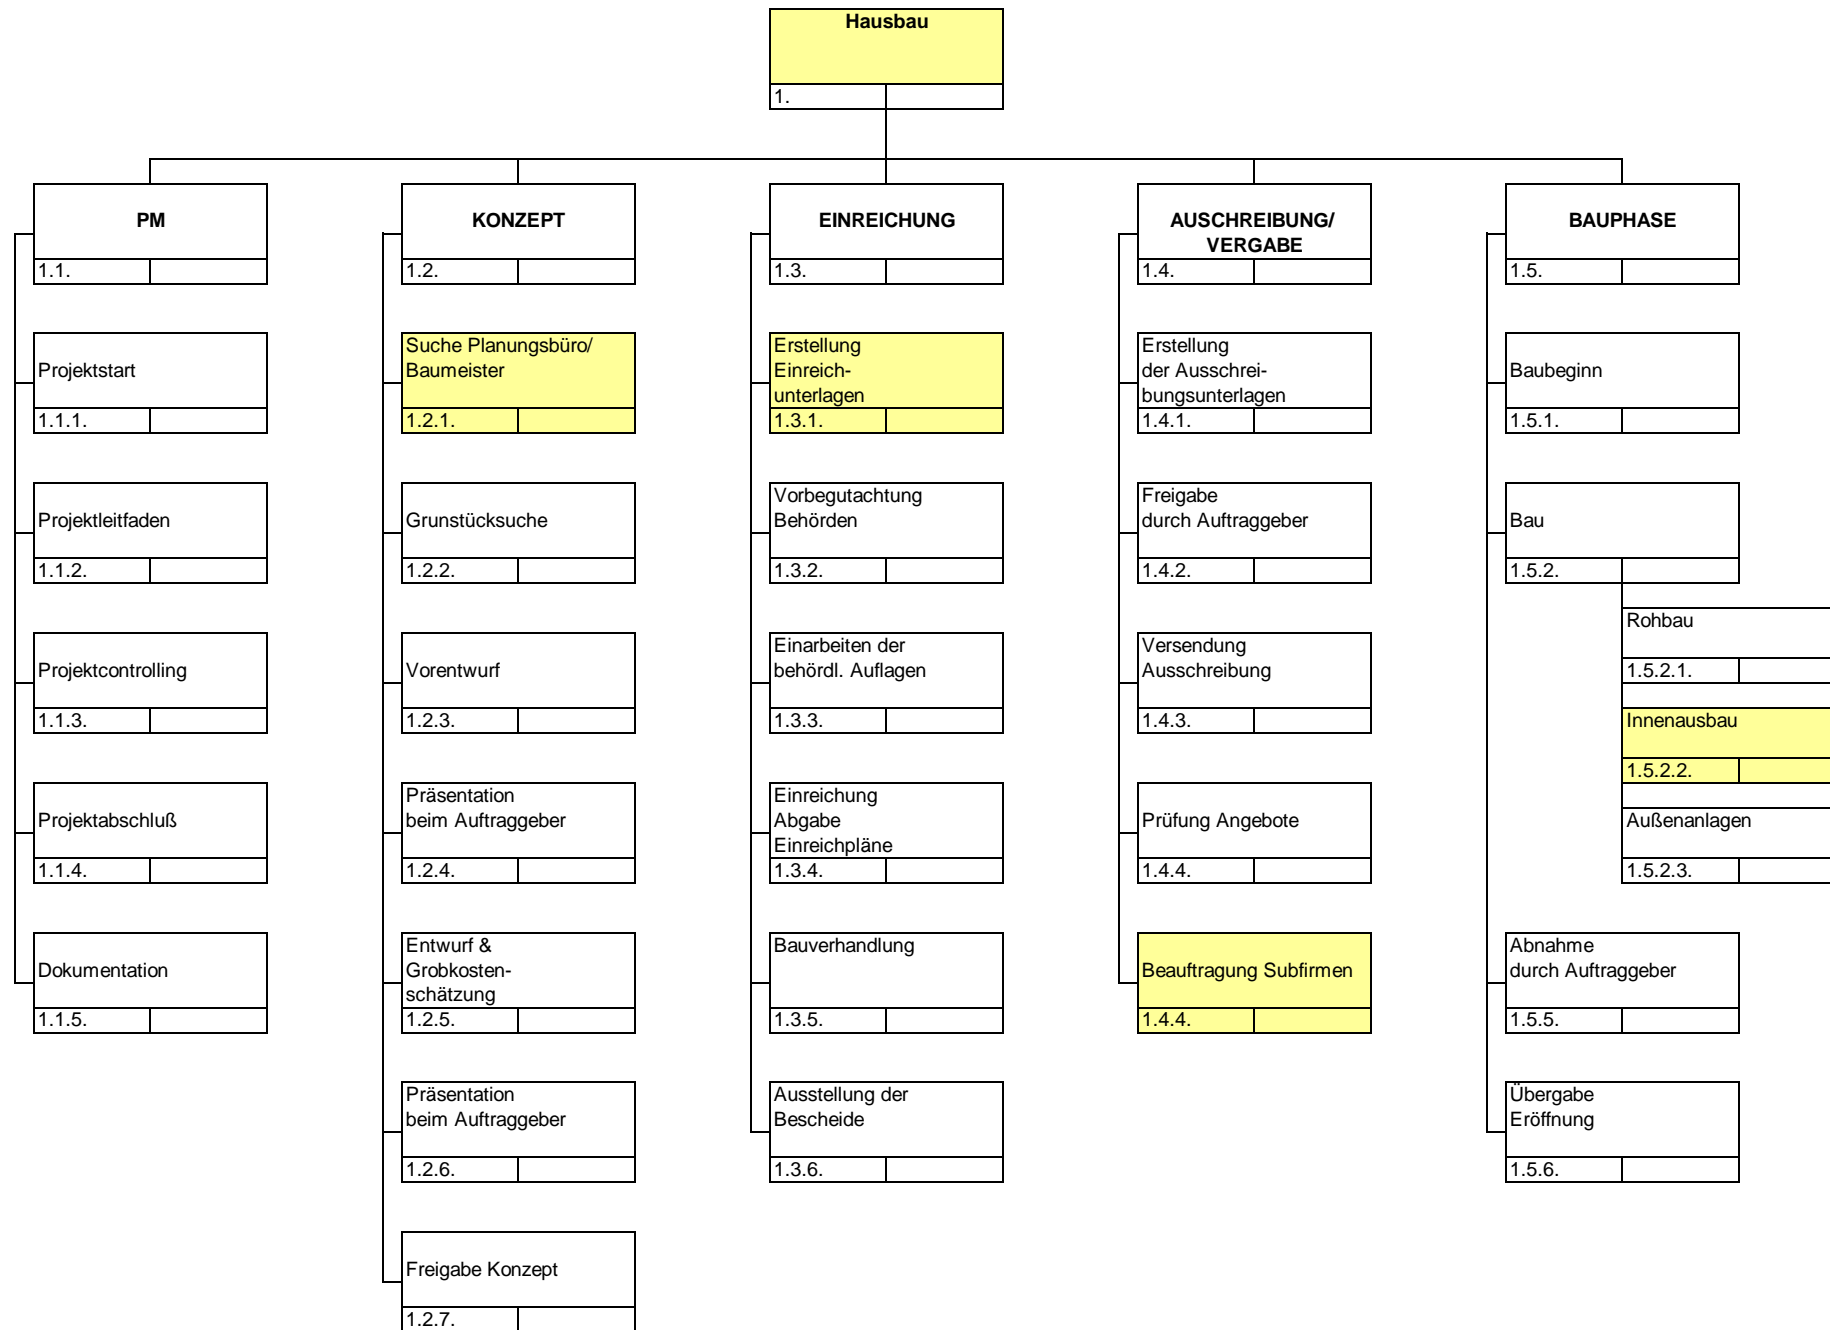 Hausbau
1.
PM
1.1.
Projektstart
1.1.1.
Projektleitfaden
1.1.2.
Projektcontrolling
1.1.3.
Projektabschluß
1.1.4.
Dokumentation
1.1.5.
KONZEPT
1.2.
Suche Planungsbüro/
Baumeister
1.2.1.
Grunstücksuche
1.2.2.
Vorentwurf
1.2.3.
Präsentation
beim Auftraggeber
1.2.4.
Entwurf &
Grobkosten-
schätzung
1.2.5.
Präsentation
beim Auftraggeber
1.2.6.
Freigabe Konzept
1.2.7.
EINREICHUNG
1.3.
Erstellung
Einreich-
unterlagen
1.3.1.
Vorbegutachtung
Behörden
1.3.2.
Einarbeiten der
behördl. Auflagen
1.3.3.
Einreichung
Abgabe
Einreichpläne
1.3.4.
Bauverhandlung
1.3.5.
Ausstellung der
Bescheide
1.3.6.
AUSCHREIBUNG/
VERGABE
1.4.
Erstellung
der Ausschrei-
bungsunterlagen
1.4.1.
Freigabe
durch Auftraggeber
1.4.2.
Versendung
Ausschreibung
1.4.3.
Prüfung Angebote
1.4.4.
Beauftragung Subfirmen
1.4.4.
BAUPHASE
1.5.
Baubeginn
1.5.1.
Bau
1.5.2.
Rohbau
1.5.2.1.
Innenausbau
1.5.2.2.
Außenanlagen
1.5.2.3.
Abnahme
durch Auftraggeber
1.5.5.
Übergabe
Eröffnung
1.5.6.